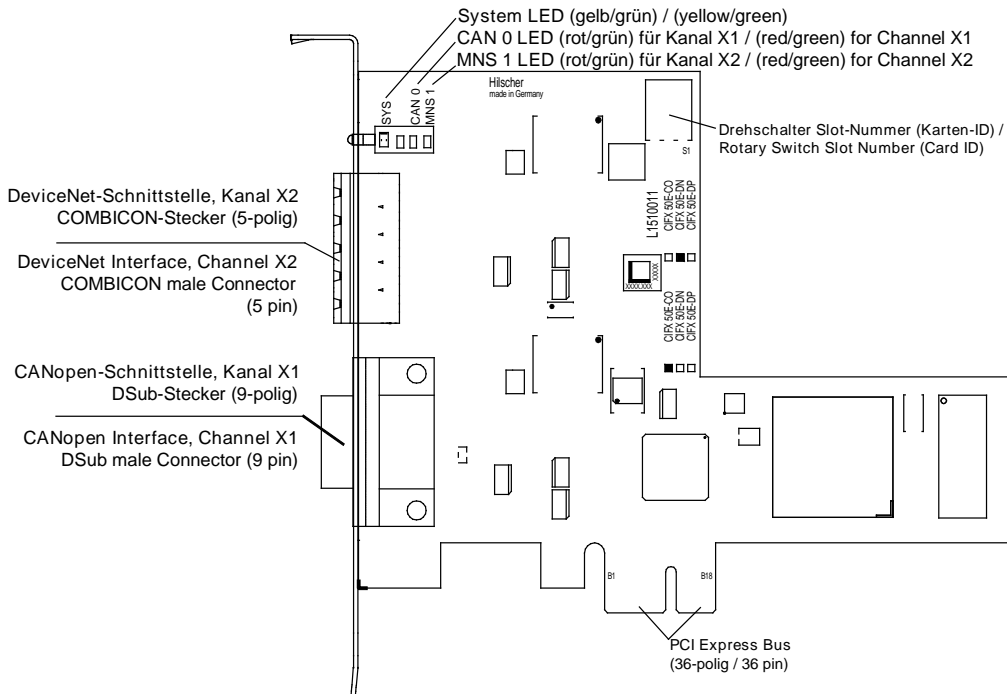 System LED (gelb/grün) / (yellow/green)
CAN 0 LED (rot/grün) für Kanal X1 / (red/green) for Channel X1
MNS 1 LED (rot/grün) für Kanal X2 / (red/green) for Channel X2
SYS
CAN 0
MNS 1
Hilscher
made in Germany
S1
Drehschalter Slot-Nummer (Karten-ID) /
Rotary Switch Slot Number (Card ID)
DeviceNet-Schnittstelle, Kanal X2
COMBICON-Stecker (5-polig)
DeviceNet Interface, Channel X2
COMBICON male Connector
(5 pin)
L1510011
CIFX 50E-CO
CIFX 50E-DN
CIFX 50E-DP
XXXXX
XXXXXXX
CIFX 50E-CO
CIFX 50E-DN
CIFX 50E-DP
CANopen-Schnittstelle, Kanal X1
DSub-Stecker (9-polig)
CANopen Interface, Channel X1
DSub male Connector (9 pin)
B1
B18
PCI Express Bus
(36-polig / 36 pin)